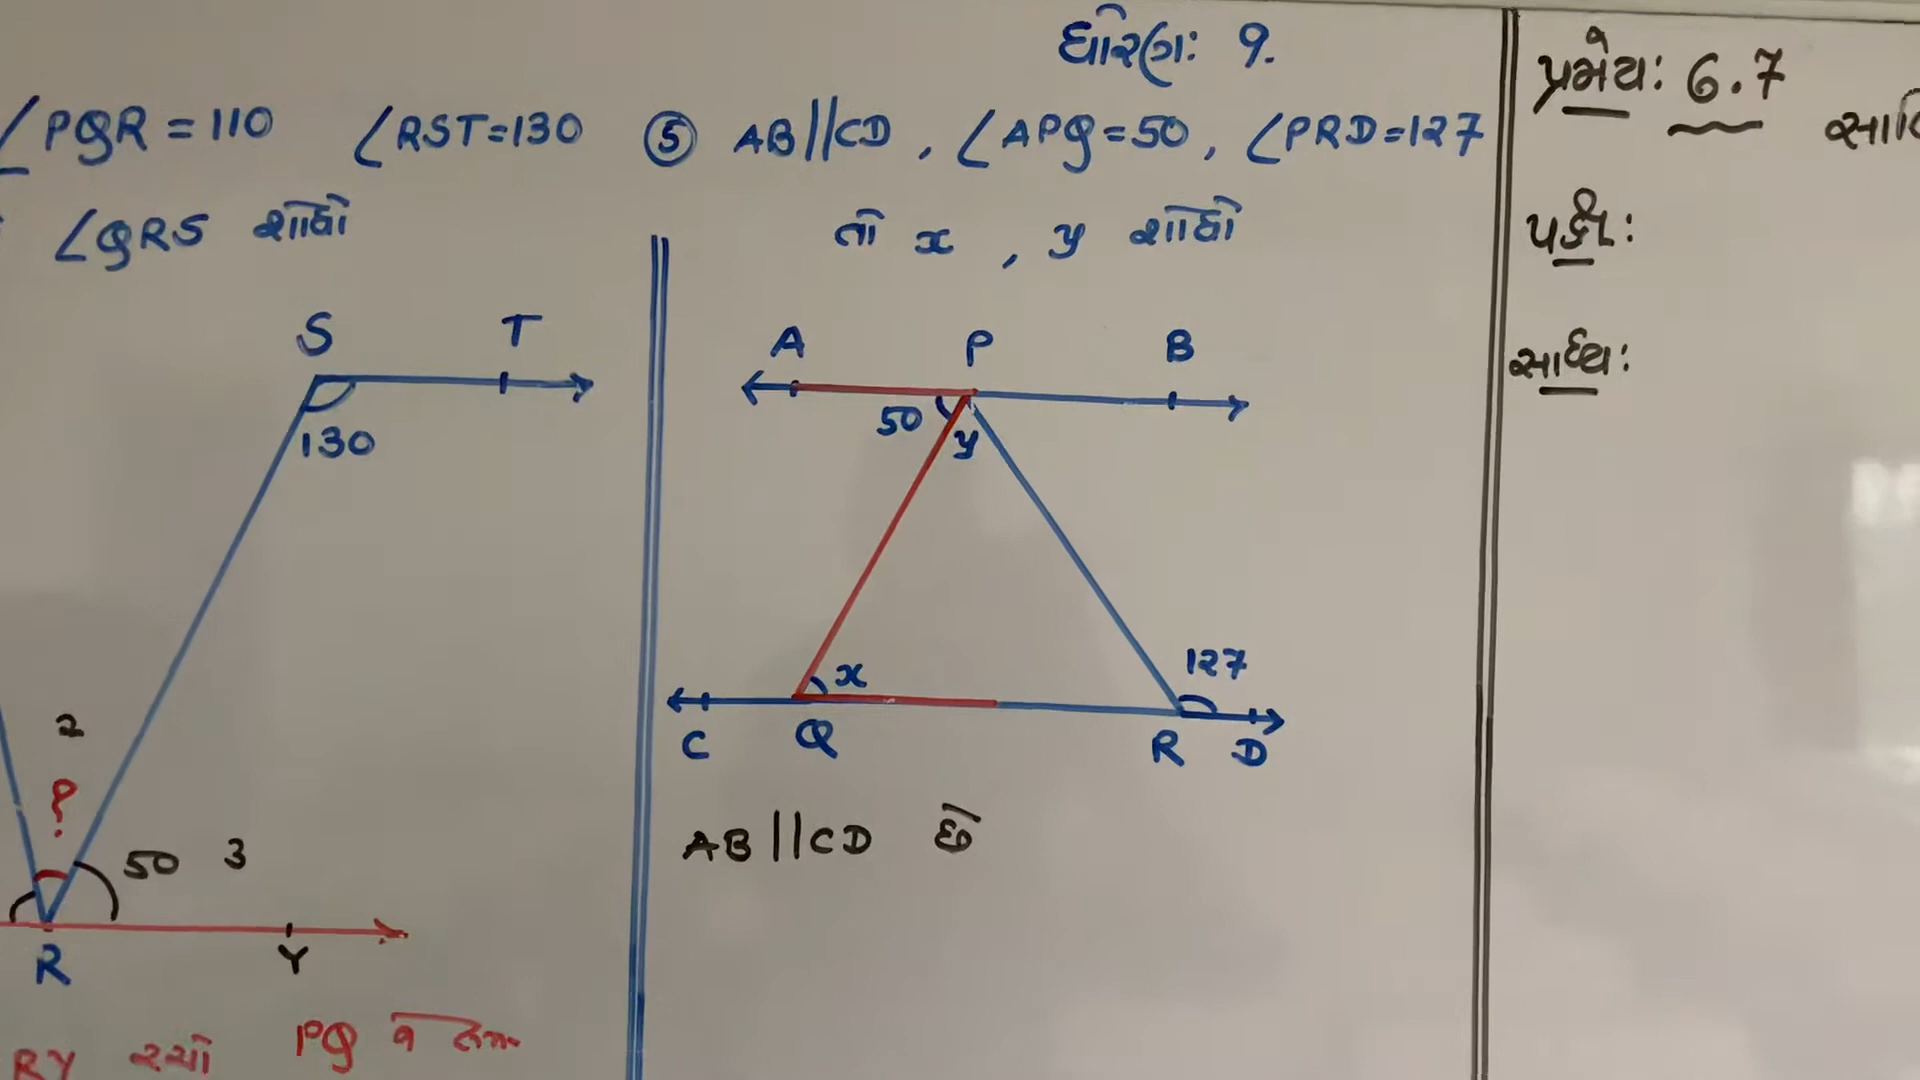 ધોરણ: 9.
∠PQR = 110 ∠RST=130
∠QRS શોધો
S T
130
2
?
50 3
R Y
RY રચો PQ
⑤ AB//CD, ∠APQ=50, ∠PRD=127
તો x, y શોધો
A P B
50 y
x 127
C Q R D
AB||CD છે
પ્રમેય: 6.7
પક્ષ:
સાધ્ય: